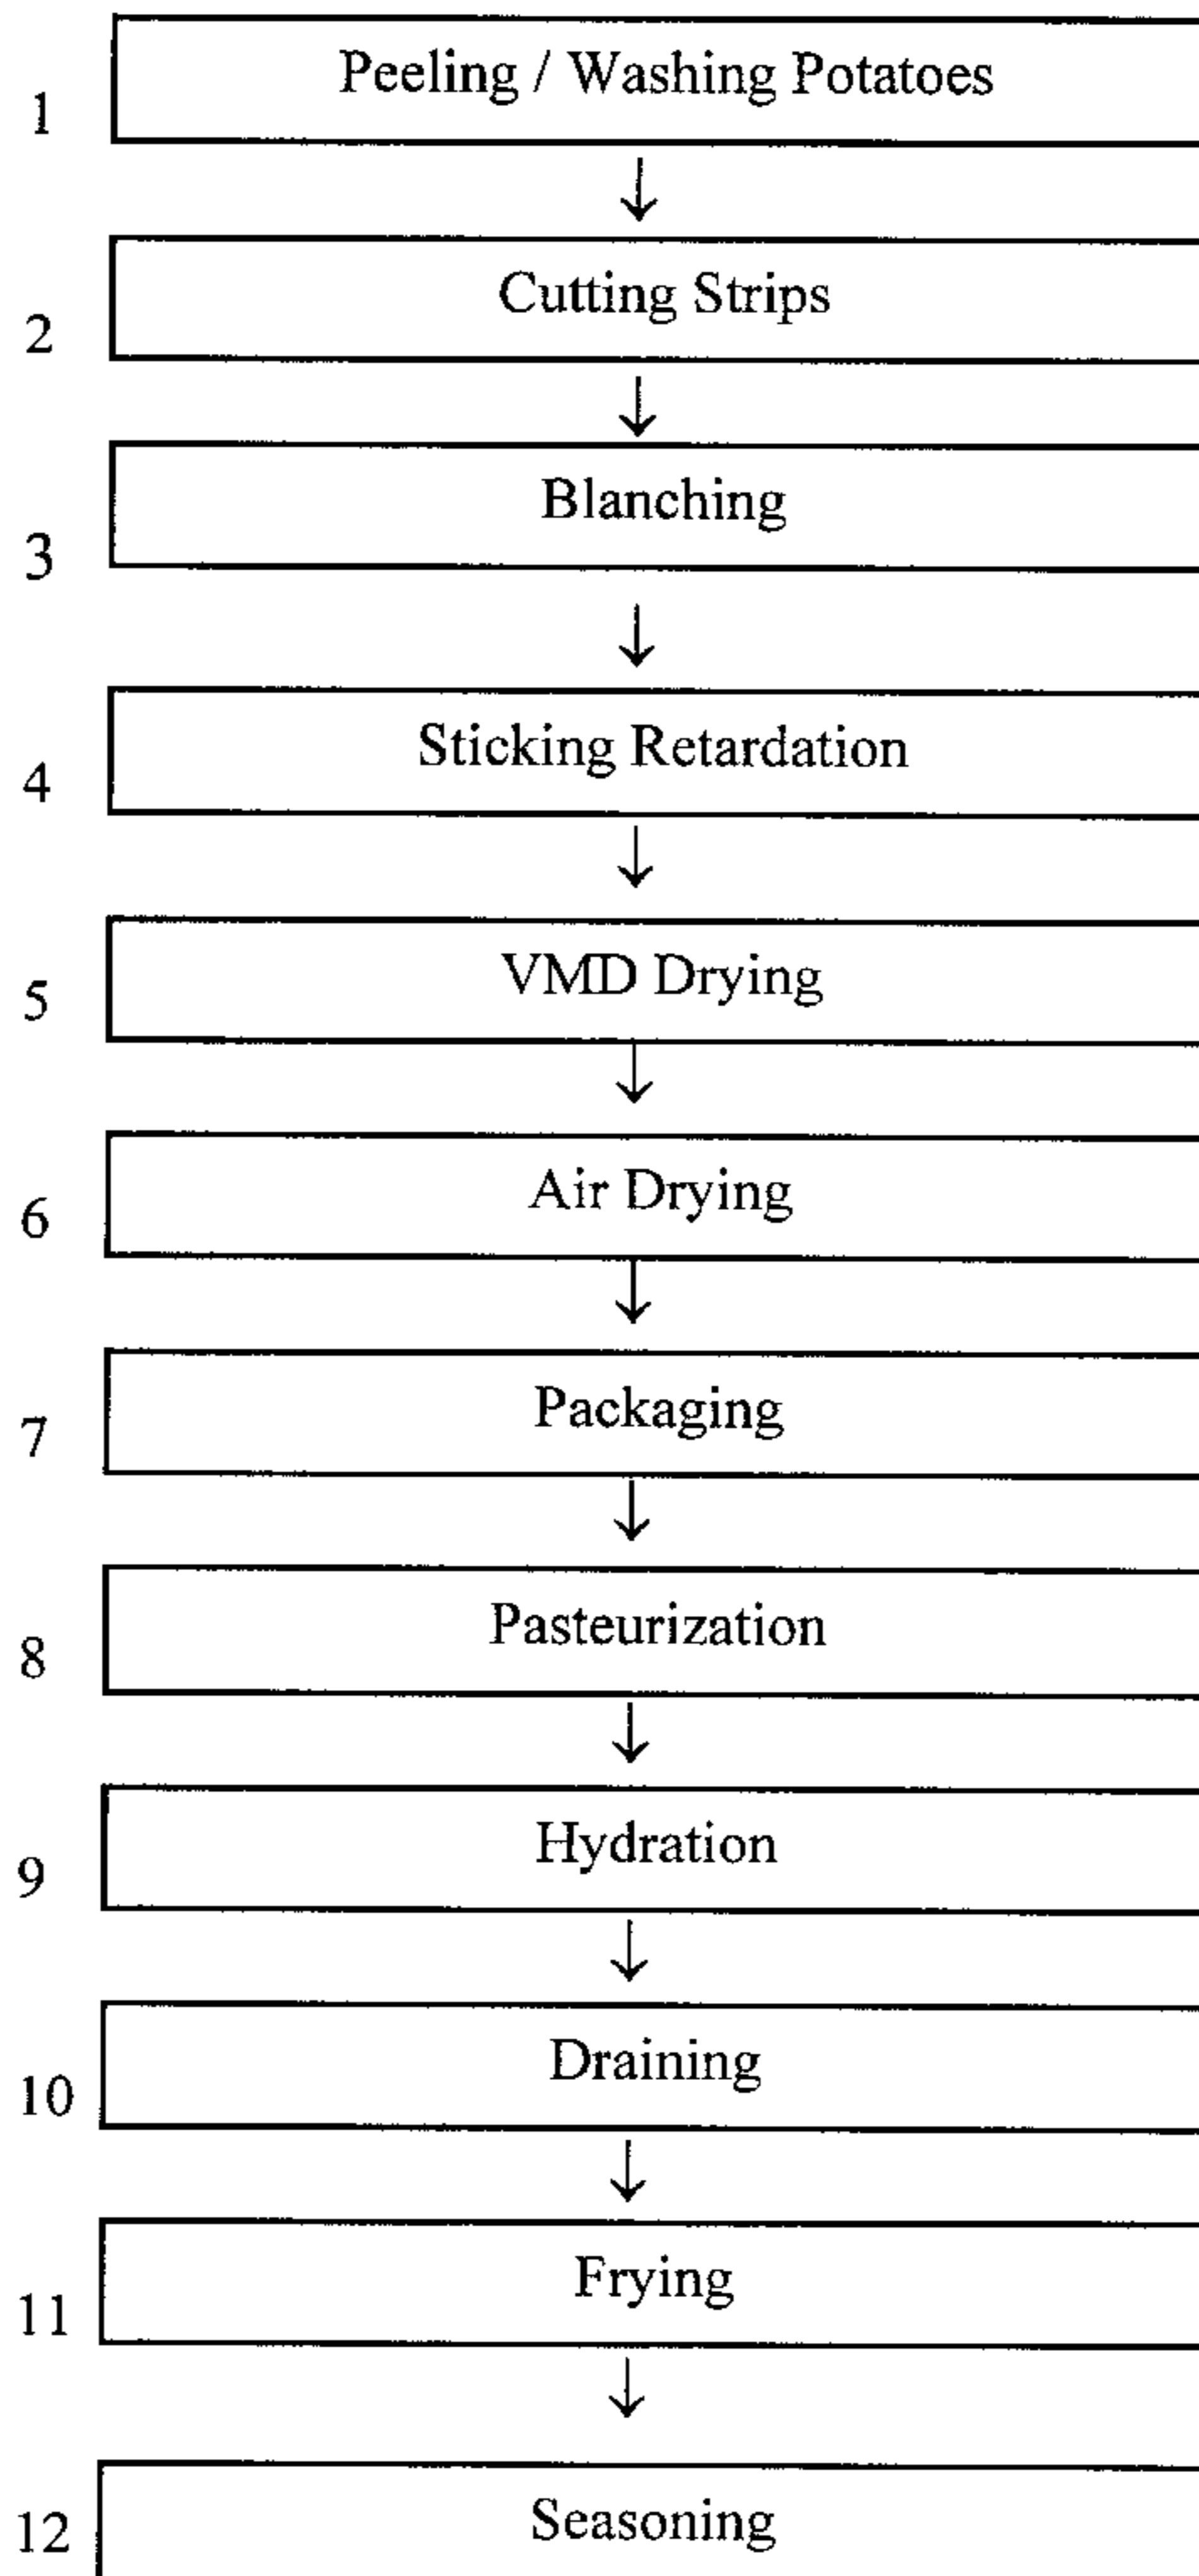 1 Peeling / Washing Potatoes
2 Cutting Strips
3 Blanching
4 Sticking Retardation
5 VMD Drying
6 Air Drying
7 Packaging
8 Pasteurization
9 Hydration
10 Draining
11 Frying
12 Seasoning